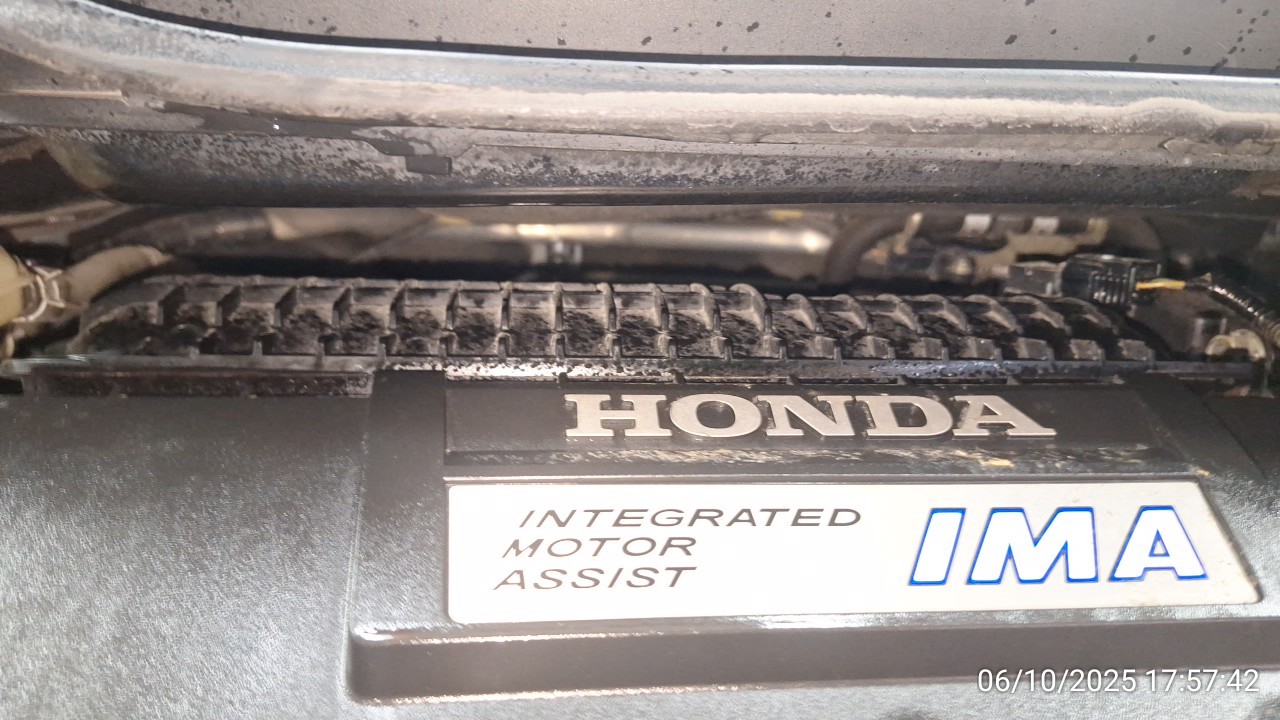 HONDA
INTEGRATED
MOTOR
ASSIST
IMA
06/10/2025 17:57:42